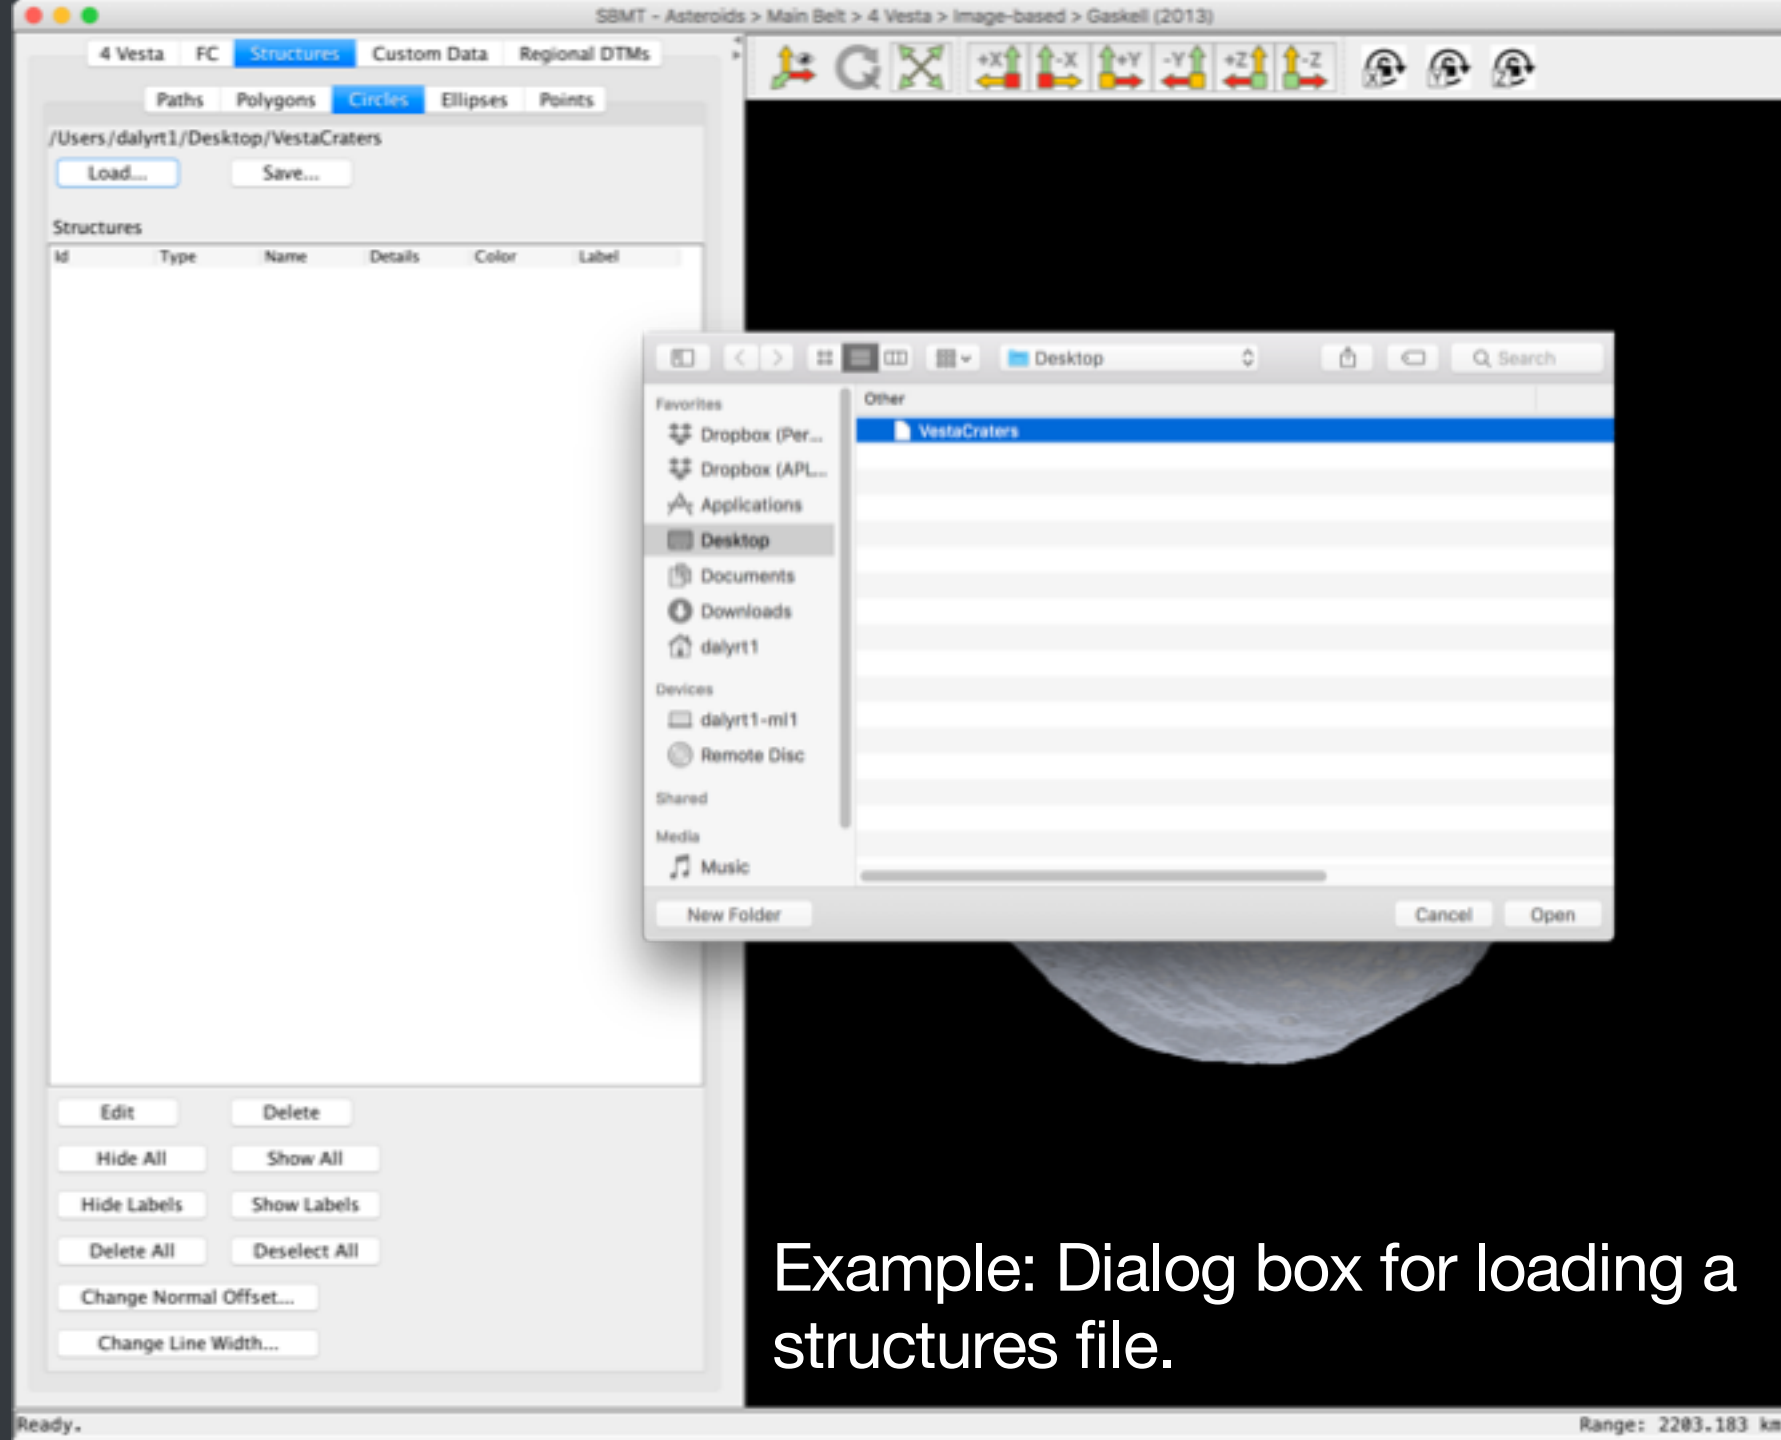 SBMT - Asteroids > Main Belt > 4 Vesta > Image-based > Gaskell (2013)
4 Vesta FC Structures Custom Data Regional DTMs
+X -X +Y -Y +Z -Z X Y Z
Paths Polygons Circles Ellipses Points
/Users/dalyrt1/Desktop/VestaCraters
Load... Save...
Structures
Id Type Name Details Color Label
Desktop Search
Favorites
Dropbox (Per...
Dropbox (APL...
Applications
Desktop
Documents
Downloads
dalyrt1
Devices
dalyrt1-ml1
Remote Disc
Shared
Media
Music
Other
VestaCraters
New Folder Cancel Open
Edit Delete
Hide All Show All
Hide Labels Show Labels
Delete All Deselect All
Change Normal Offset...
Change Line Width...
Example: Dialog box for loading a
structures file.
Ready. Range: 2203.183 km